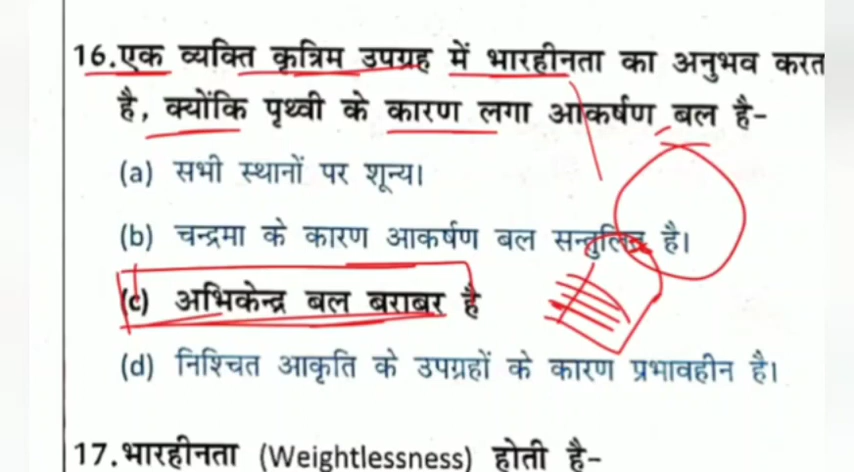 16.एक व्यक्ति कृत्रिम उपग्रह में भारहीनता का अनुभव करत
है, क्योंकि पृथ्वी के कारण लगा आकर्षण बल है-
(a) सभी स्थानों पर शून्य।
(b) चन्द्रमा के कारण आकर्षण बल सन्तुलित है।
(c) अभिकेन्द्र बल बराबर है
(d) निश्चित आकृति के उपग्रहों के कारण प्रभावहीन है।
17.भारहीनता (Weightlessness) होती है-